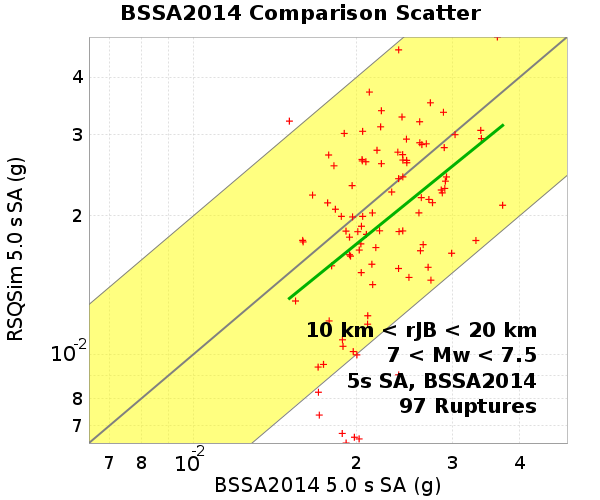 BSSA2014 Comparison Scatter
RSQSim 5.0 s SA (g)
4
3
2
10-2
8
7
10 km < rJB < 20 km
7 < Mw < 7.5
5s SA, BSSA2014
97 Ruptures
7 8 10-2 2 3 4
BSSA2014 5.0 s SA (g)